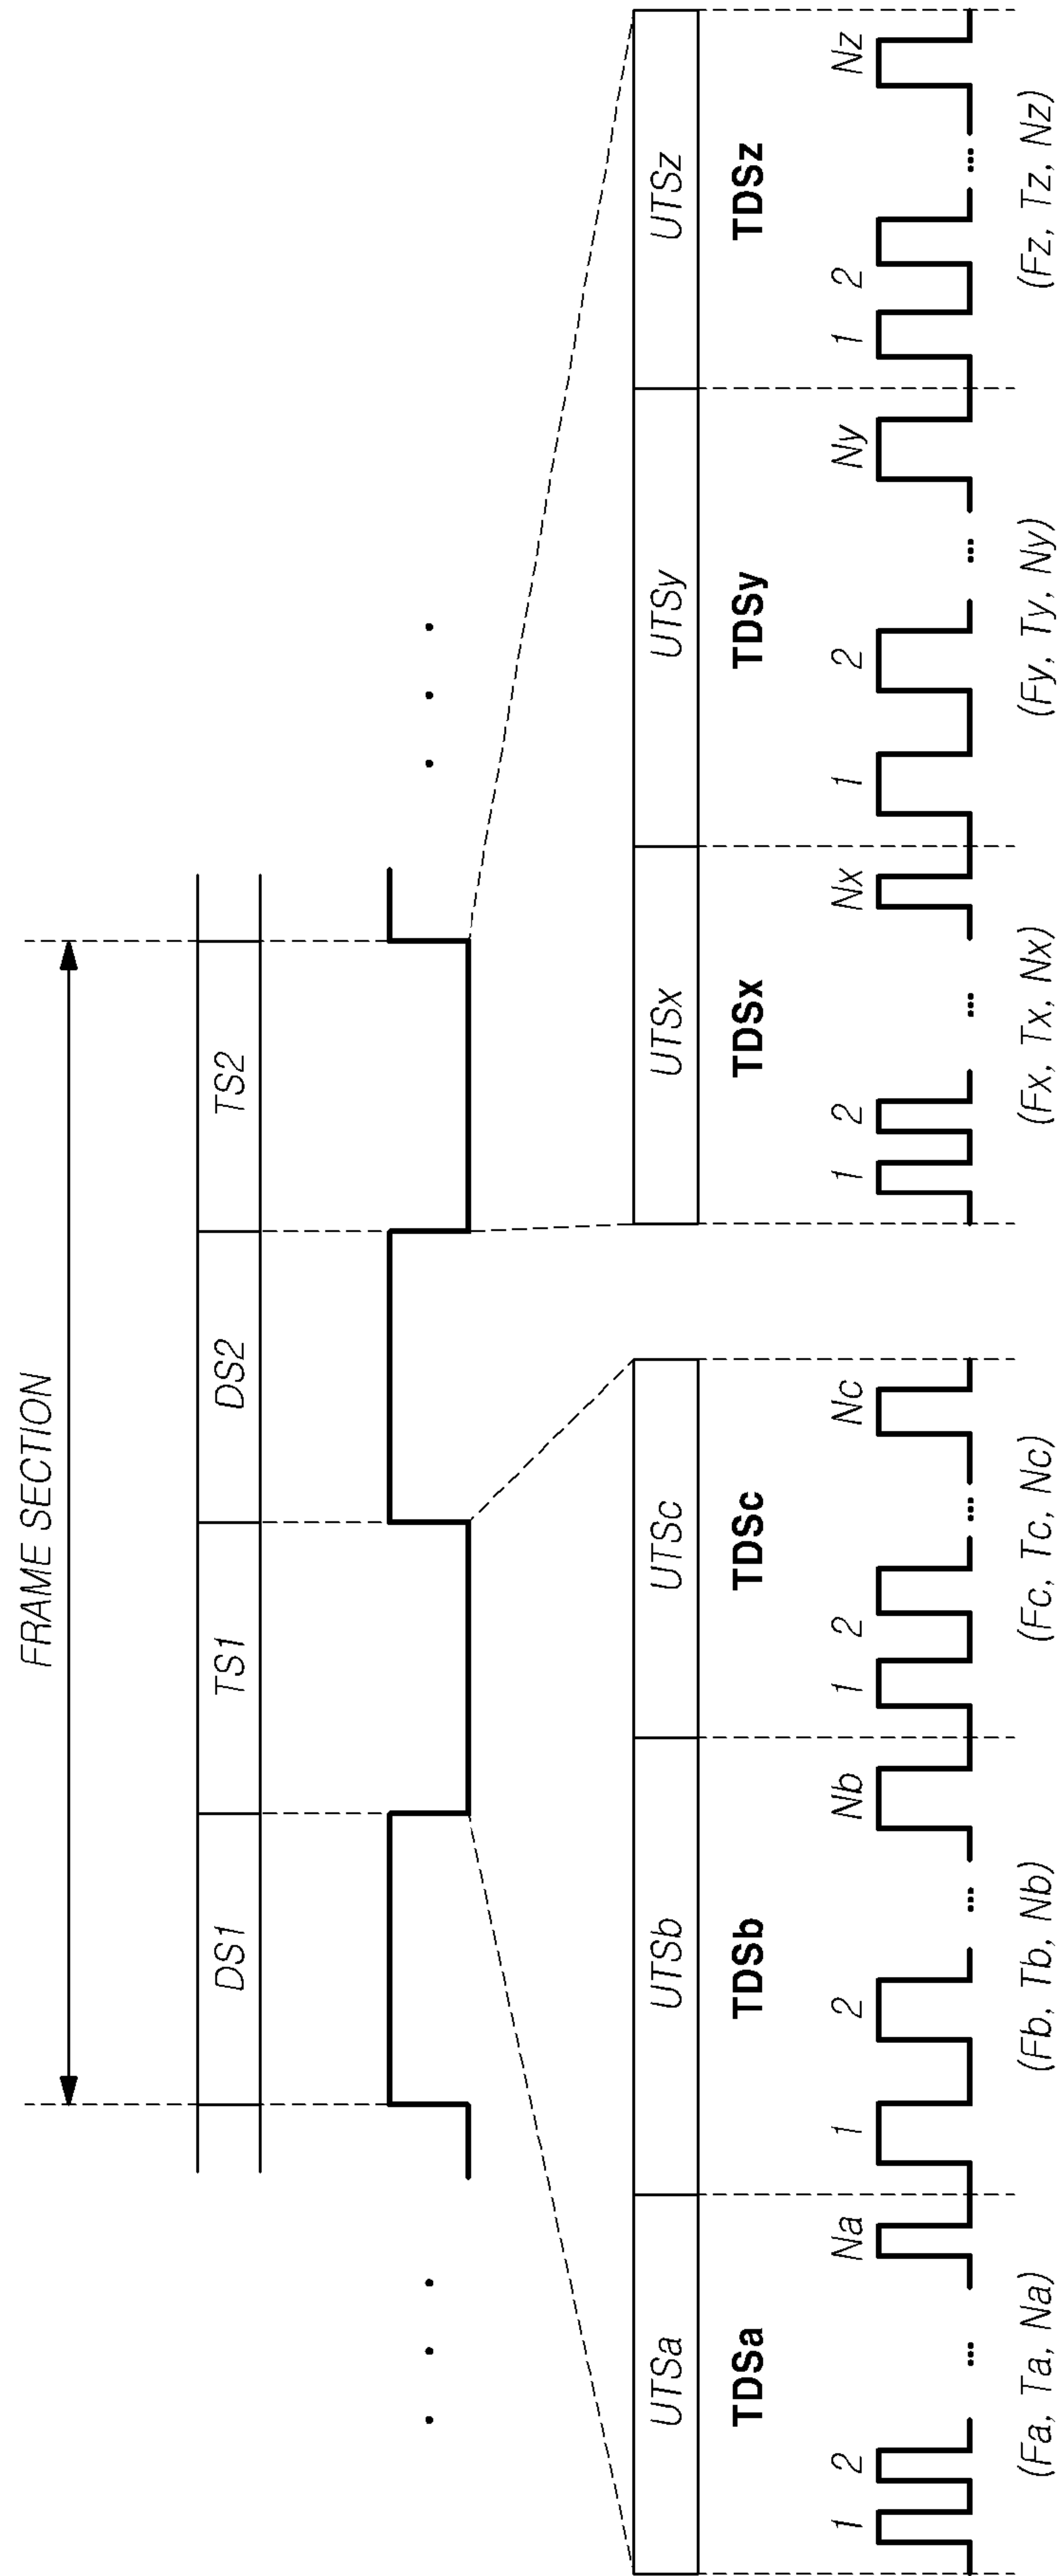 FRAME SECTION
DS1 TS1 DS2 TS2
. . . . . .
UTSa UTSb UTSc UTSx UTSy UTSz
TDSa TDSb TDSc TDSx TDSy TDSz
1 2 Na 1 2 Nb 1 2 Nc 1 2 Nx 1 2 Ny 1 2 Nz
... ... ... ... ... ...
(Fa, Ta, Na) (Fb, Tb, Nb) (Fc, Tc, Nc) (Fx, Tx, Nx) (Fy, Ty, Ny) (Fz, Tz, Nz)